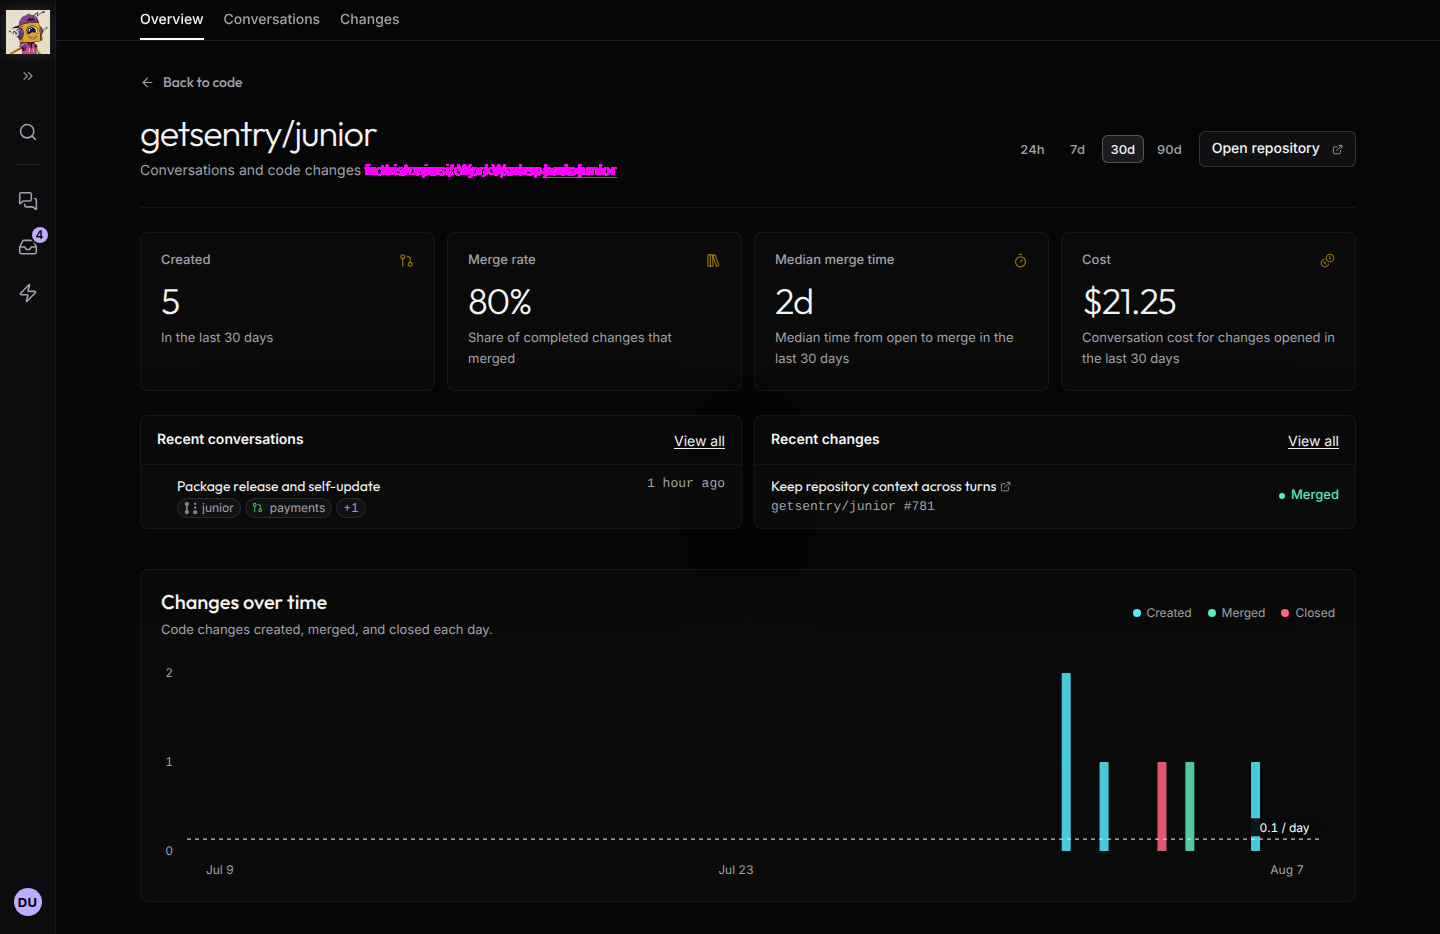 Overview Conversations Changes
Back to code
getsentry/junior
Conversations and code changes
24h 7d 30d 90d Open repository
4
Created
5
In the last 30 days
Merge rate
80%
Share of completed changes that
merged
Median merge time
2d
Median time from open to merge in the
last 30 days
Cost
$21.25
Conversation cost for changes opened in
the last 30 days
Recent conversations View all
Package release and self-update 1 hour ago
junior payments +1
Recent changes View all
Keep repository context across turns
getsentry/junior #781
Merged
Changes over time
Code changes created, merged, and closed each day.
Created Merged Closed
2
1
0.1 / day
0
Jul 9 Jul 23 Aug 7
DU